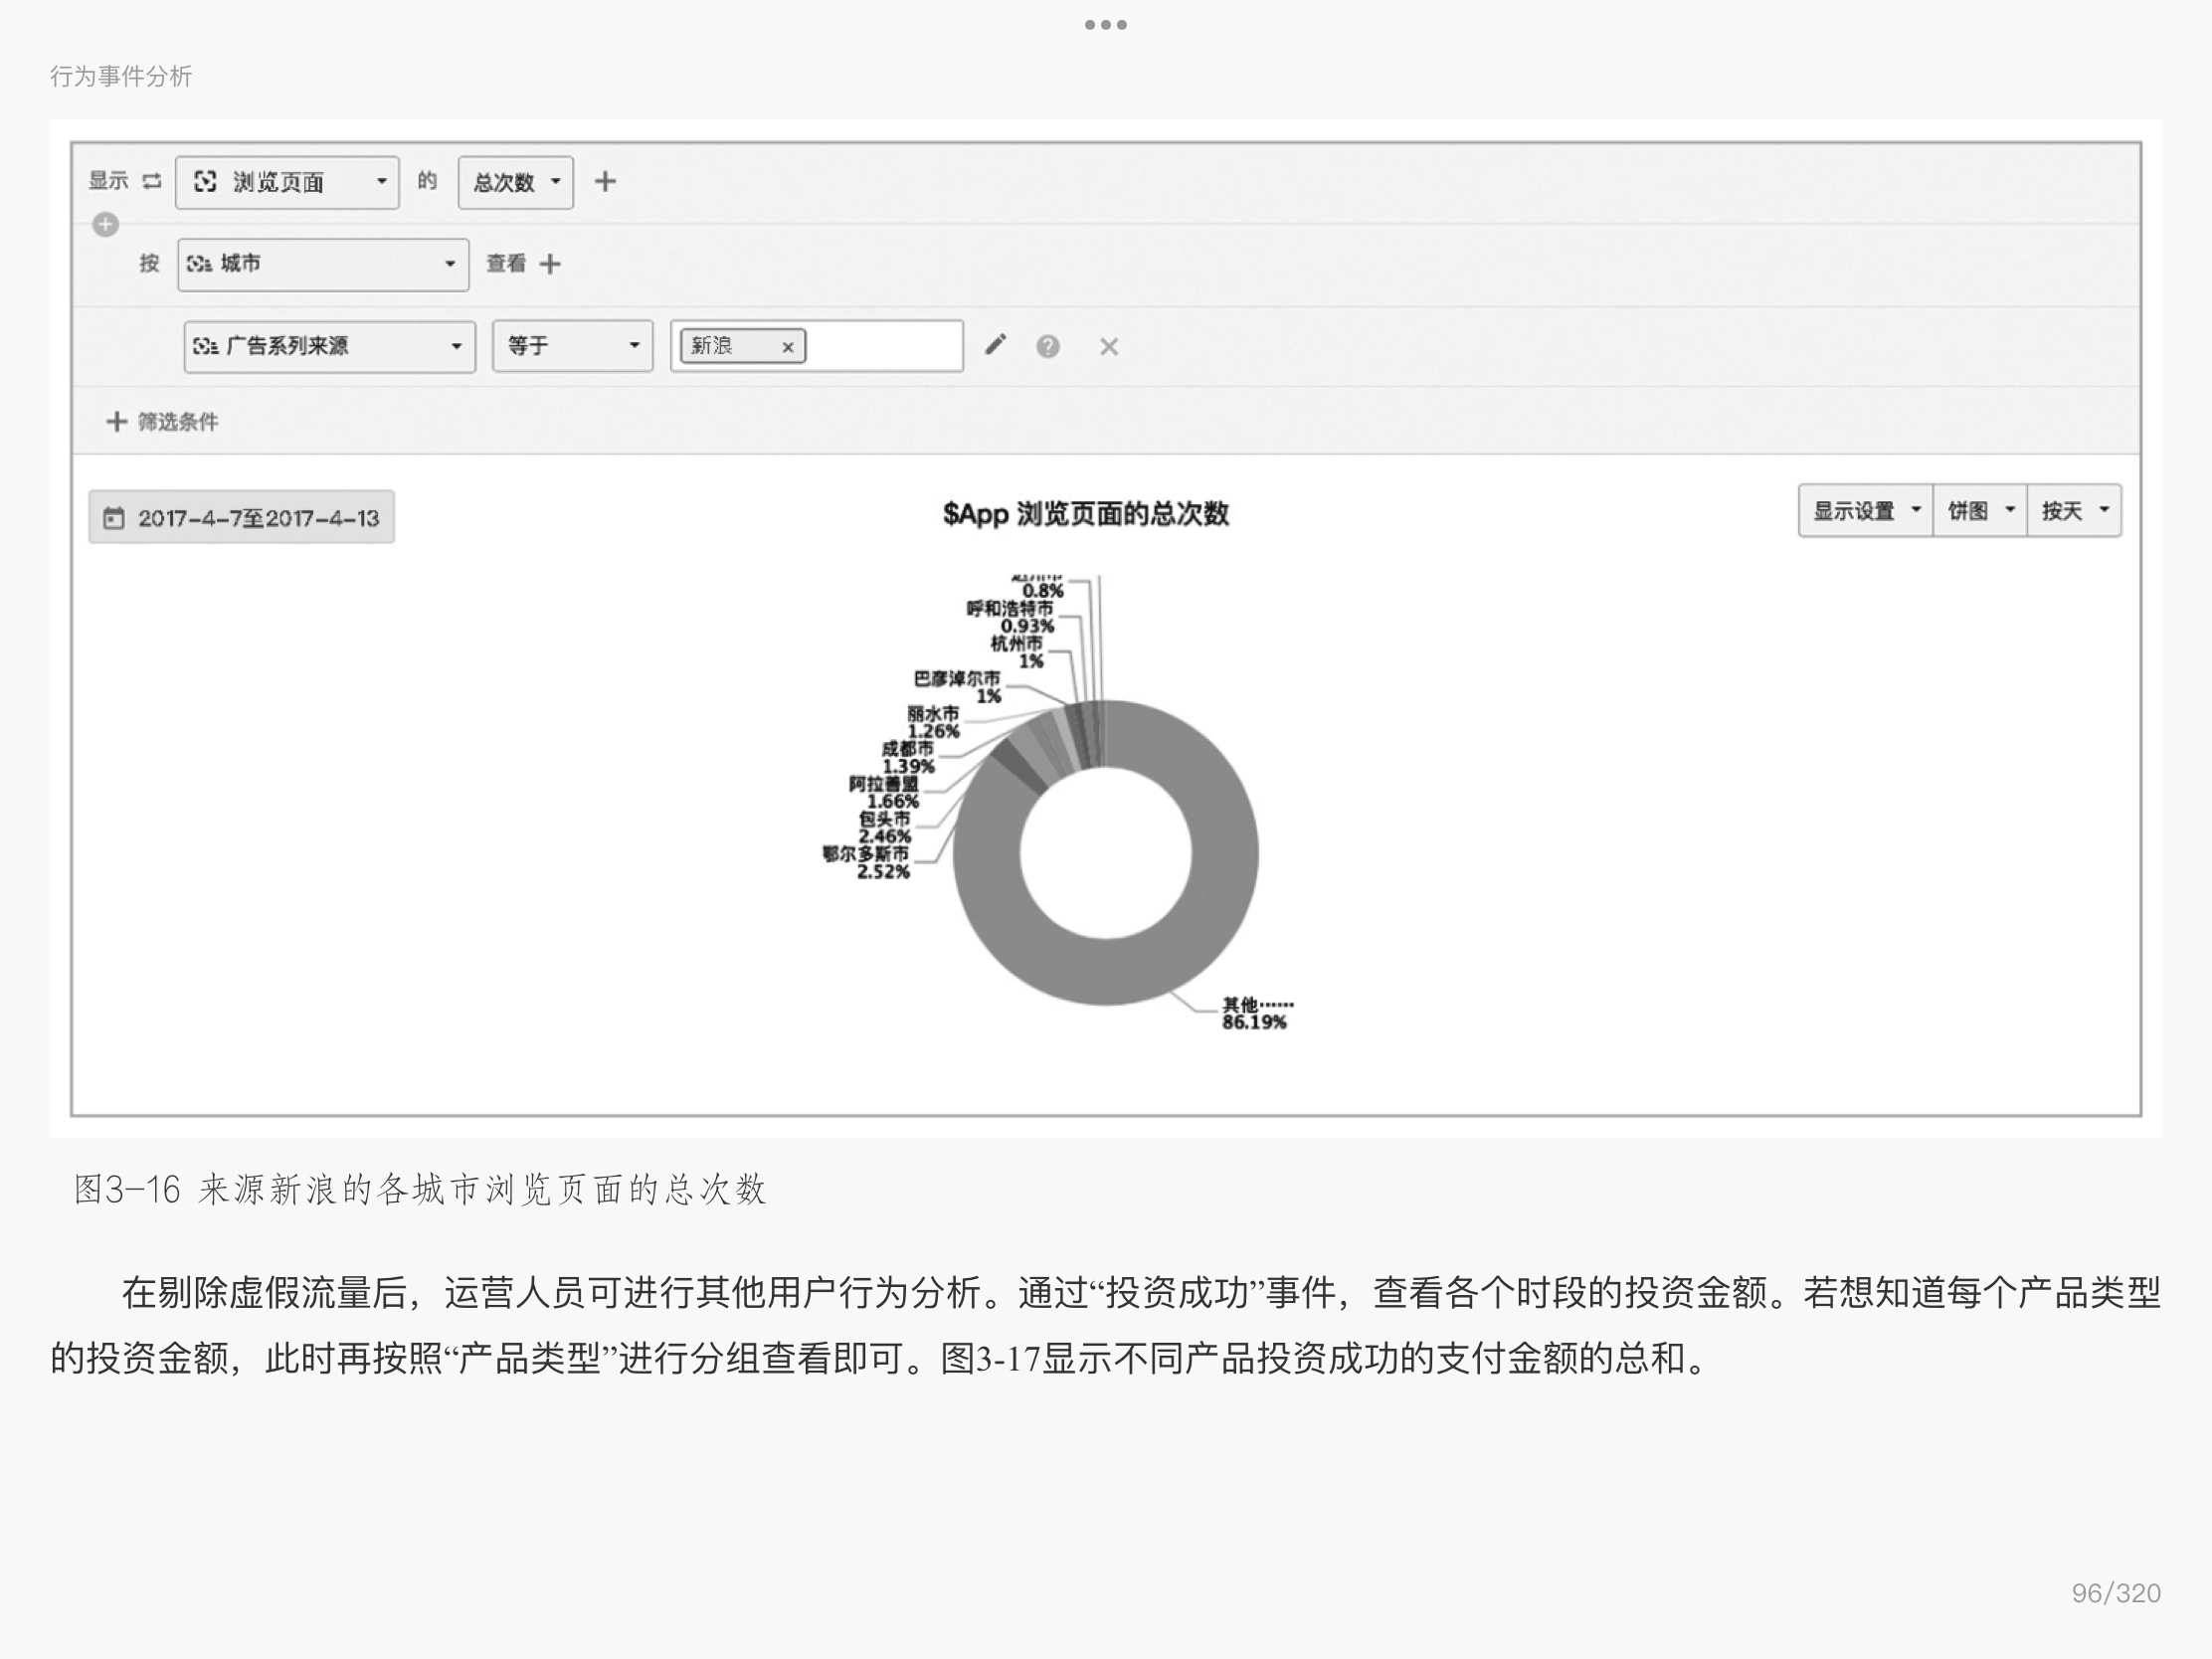 行为事件分析
显示 浏览页面 的 总次数
按 城市 查看
广告系列来源 等于 新浪 ×
筛选条件
2017-4-7至2017-4-13
$App 浏览页面的总次数
显示设置 饼图 按天
0.8%
呼和浩特市
0.93%
杭州市
1%
巴彦淖尔市
1%
丽水市
1.26%
成都市
1.39%
阿拉善盟
1.66%
包头市
2.46%
鄂尔多斯市
2.52%
其他……
86.19%
图3-16 来源新浪的各城市浏览页面的总次数
在剔除虚假流量后，运营人员可进行其他用户行为分析。通过“投资成功”事件，查看各个时段的投资金额。若想知道每个产品类型
的投资金额，此时再按照“产品类型”进行分组查看即可。图3-17显示不同产品投资成功的支付金额的总和。
96/320